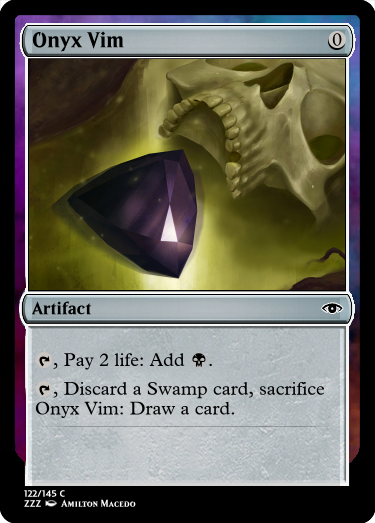 Onyx Vim 0
Artifact
, Pay 2 life: Add .
, Discard a Swamp card, sacrifice
Onyx Vim: Draw a card.
122/145 C
ZZZ Amilton Macedo